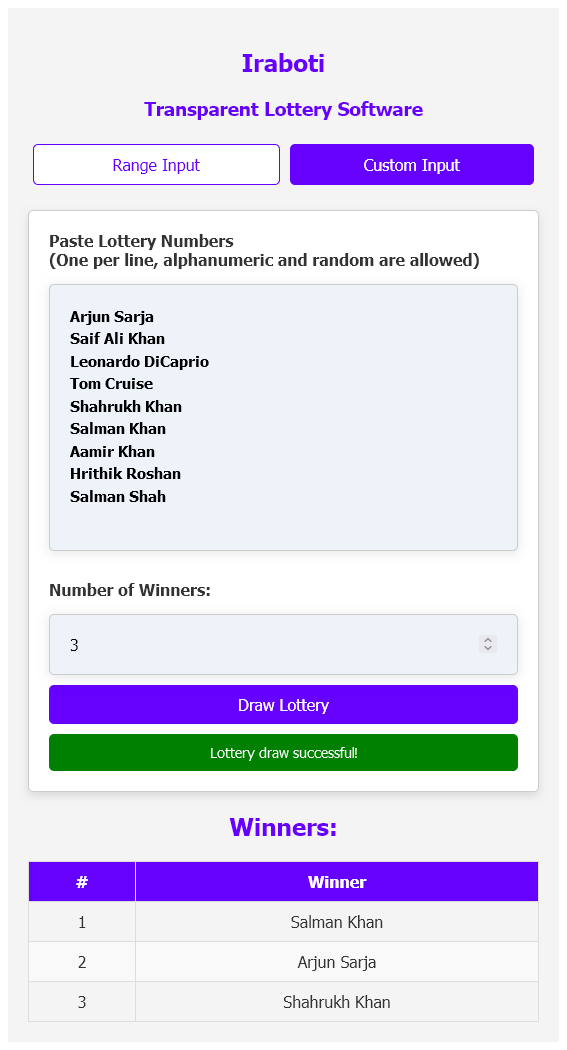 Iraboti
Transparent Lottery Software
Range Input
Custom Input
Paste Lottery Numbers
(One per line, alphanumeric and random are allowed)
Arjun Sarja
Saif Ali Khan
Leonardo DiCaprio
Tom Cruise
Shahrukh Khan
Salman Khan
Aamir Khan
Hrithik Roshan
Salman Shah
Number of Winners:
3
Draw Lottery
Lottery draw successful!
Winners:
# Winner
1 Salman Khan
2 Arjun Sarja
3 Shahrukh Khan